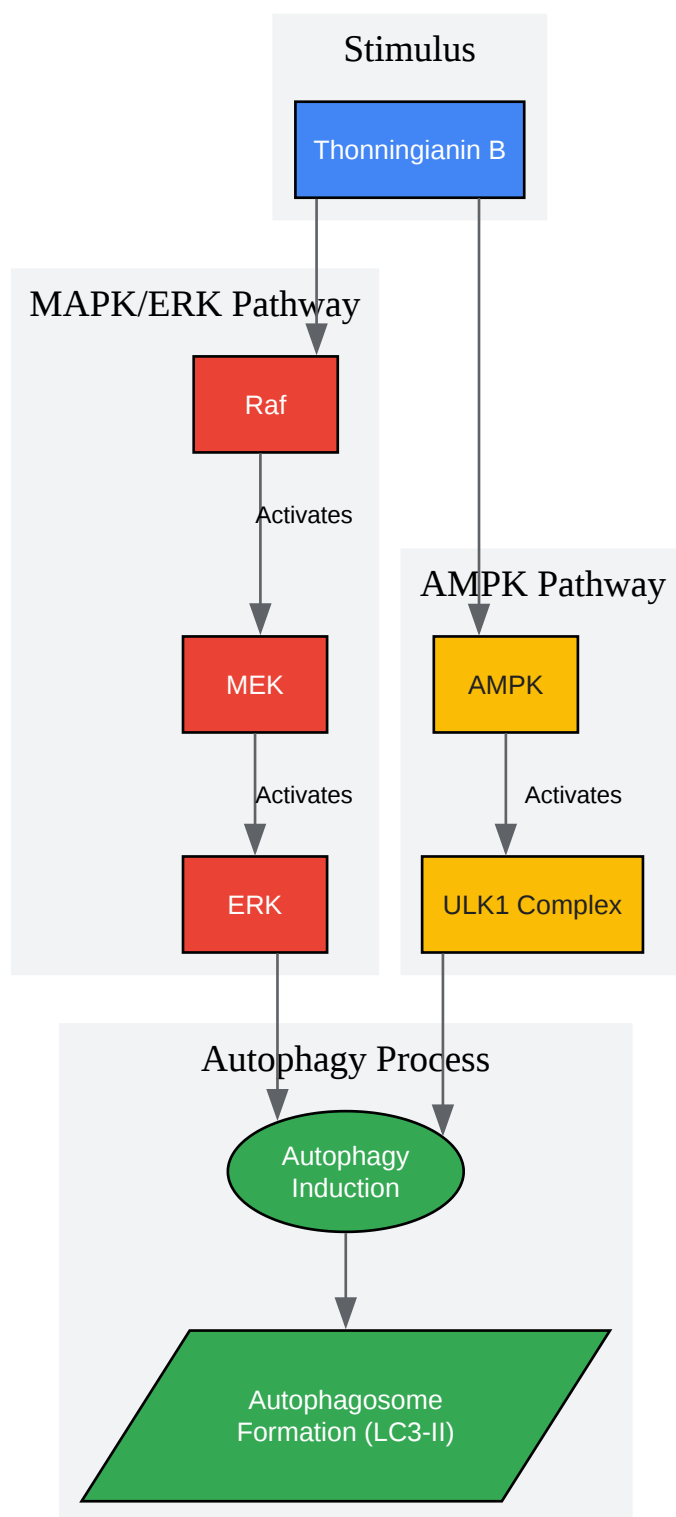 Stimulus
Thonningianin B
MAPK/ERK Pathway
Raf
Activates
AMPK Pathway
MEK
AMPK
Activates
Activates
ERK
ULK1 Complex
Autophagy Process
Autophagy
Induction
Autophagosome
Formation (LC3-II)